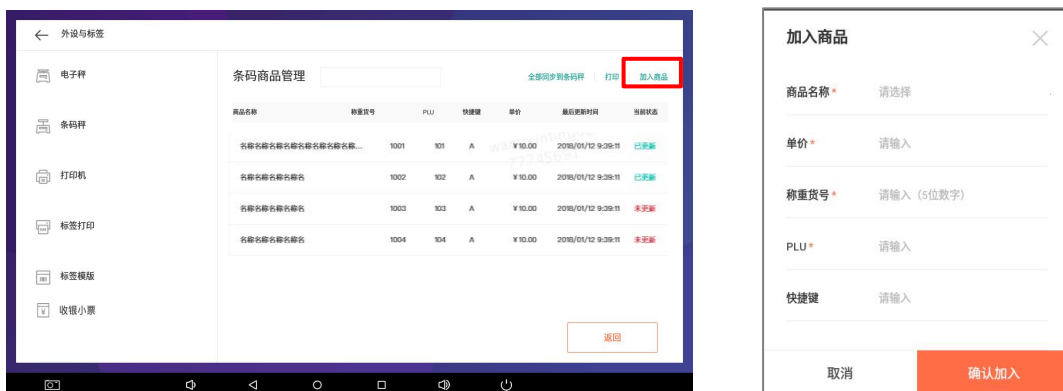 外设与标签
电子秤
条码秤
打印机
标签打印
标签模版
收银小票
条码商品管理
全部同步到条码秤 打印 加入商品
商品名称 称重货号 PLU 快捷键 单价 最后更新时间 当前状态
名称名称名称名称名称名称名称... 1001 101 A ¥10.00 2018/01/12 9:39:11 已更新
名称名称名称名称名 1002 102 A ¥10.00 2018/01/12 9:39:11 已更新
名称名称名称名称名 1003 103 A ¥10.00 2018/01/12 9:39:11 未更新
名称名称名称名称名 1004 104 A ¥10.00 2018/01/12 9:39:11 未更新
返回
加入商品
商品名称* 请选择
单价* 请输入
称重货号* 请输入（5位数字）
PLU* 请输入
快捷键 请输入
取消 确认加入